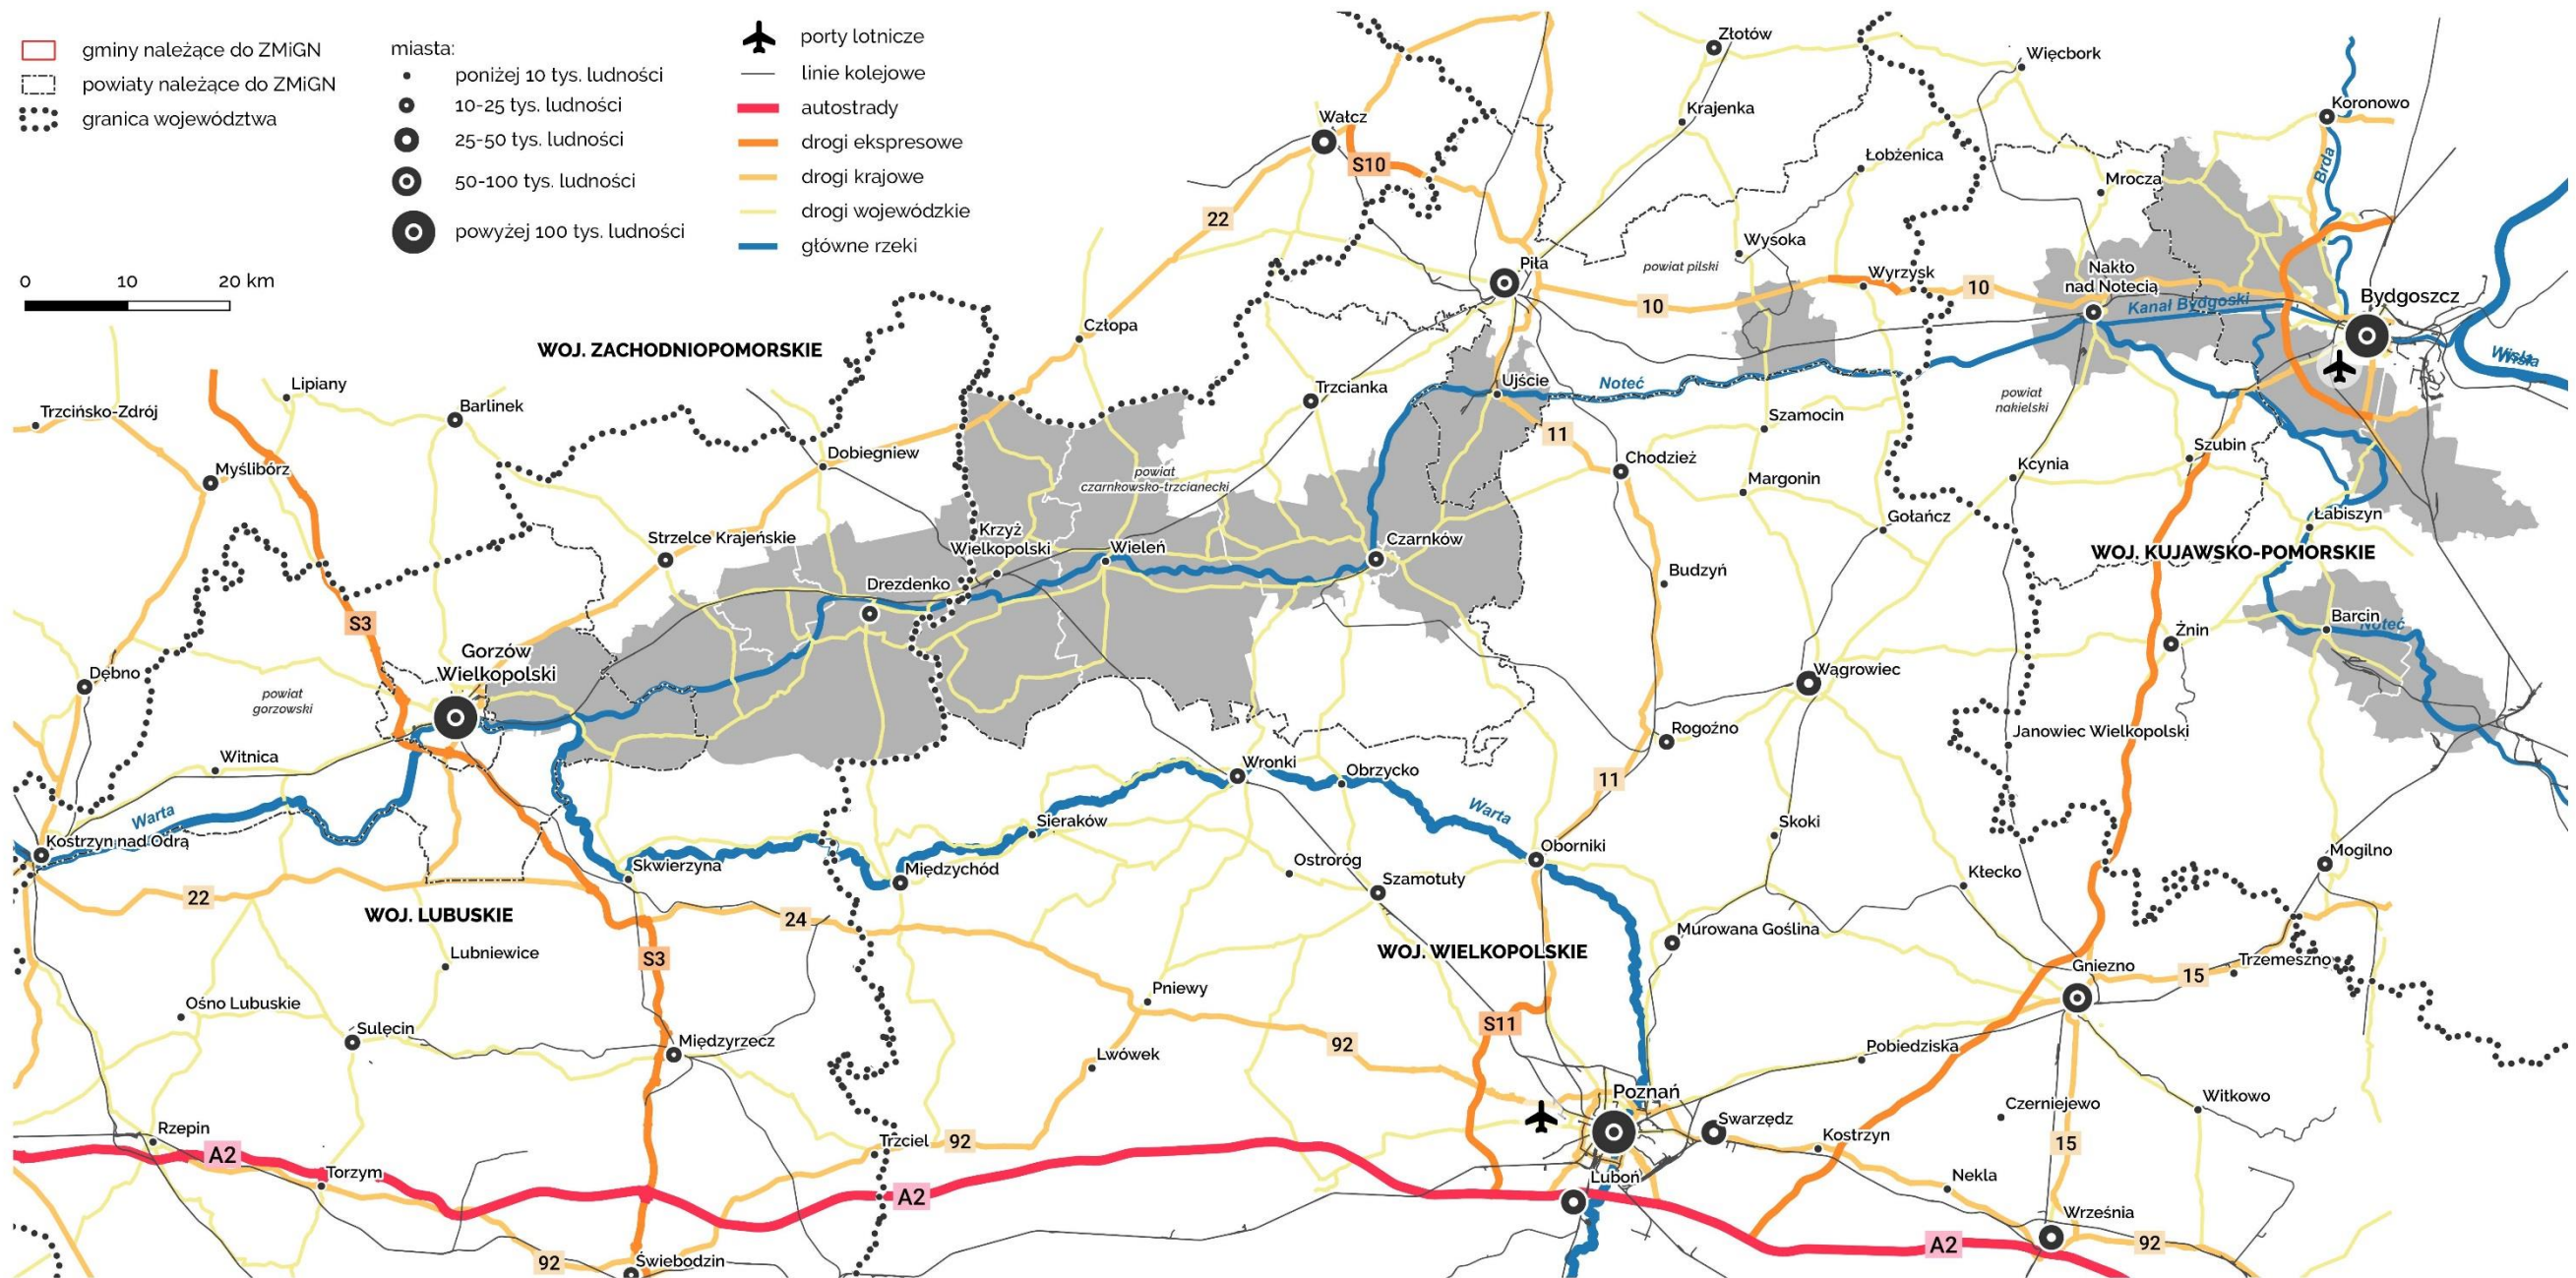 gminy należące do ZMiGN
powiaty należące do ZMiGN
granica województwa
miasta:
poniżej 10 tys. ludności
10-25 tys. ludności
25-50 tys. ludności
50-100 tys. ludności
powyżej 100 tys. ludności
porty lotnicze
linie kolejowe
autostrady
drogi ekspresowe
drogi krajowe
drogi wojewódzkie
główne rzeki
0 10 20 km
Złotów
Więcbork
Koronowo
Krajenka
Wałcz
S10
Łobżenica
Brda
Mrocza
22
Wysoka
Piła
powiat pilski
Wyrzysk
10
10
Nakło
nad Notecią
Kanał Bydgoski
Bydgoszcz
Człopa
WOJ. ZACHODNIOPOMORSKIE
Wisła
Lipiany
Trzcianka
Ujście
Noteć
powiat
nakielski
Trzcińsko-Zdrój
Barlinek
Szamocin
11
Dobiegniew
Szubin
Myślibórz
powiat
czarnkowsko-trzcianecki
Chodzież
Margonin
Kcynia
Łabiszyn
Gołańcz
Strzelce Krajeńskie
Krzyż
Wielkopolski
Wieleń
Czarnków
WOJ. KUJAWSKO-POMORSKIE
Drezdenko
Budzyń
S3
Barcin
Noteć
Żnin
Gorzów
Wielkopolski
Dębno
powiat
gorzowski
Wągrowiec
Rogoźno
Janowiec Wielkopolski
Witnica
Wronki
Obrzycko
11
Warta
Warta
Sieraków
Skoki
Kostrzyn nad Odrą
Oborniki
Mogilno
Skwierzyna
Międzychód
Ostroróg
Szamotuły
Kłecko
22
WOJ. LUBUSKIE
24
Murowana Goślina
Lubniewice
S3
WOJ. WIELKOPOLSKIE
Gniezno
15
Trzemeszno
Ośno Lubuskie
Pniewy
Sulęcin
S11
Międzyrzecz
Lwówek
92
Pobiedziska
Poznań
Witkowo
Czerniejewo
Rzepin
Trzciel
92
Swarzędz
Kostrzyn
15
A2
Torzym
A2
Luboń
Nekla
Września
92
Świebodzin
A2
92